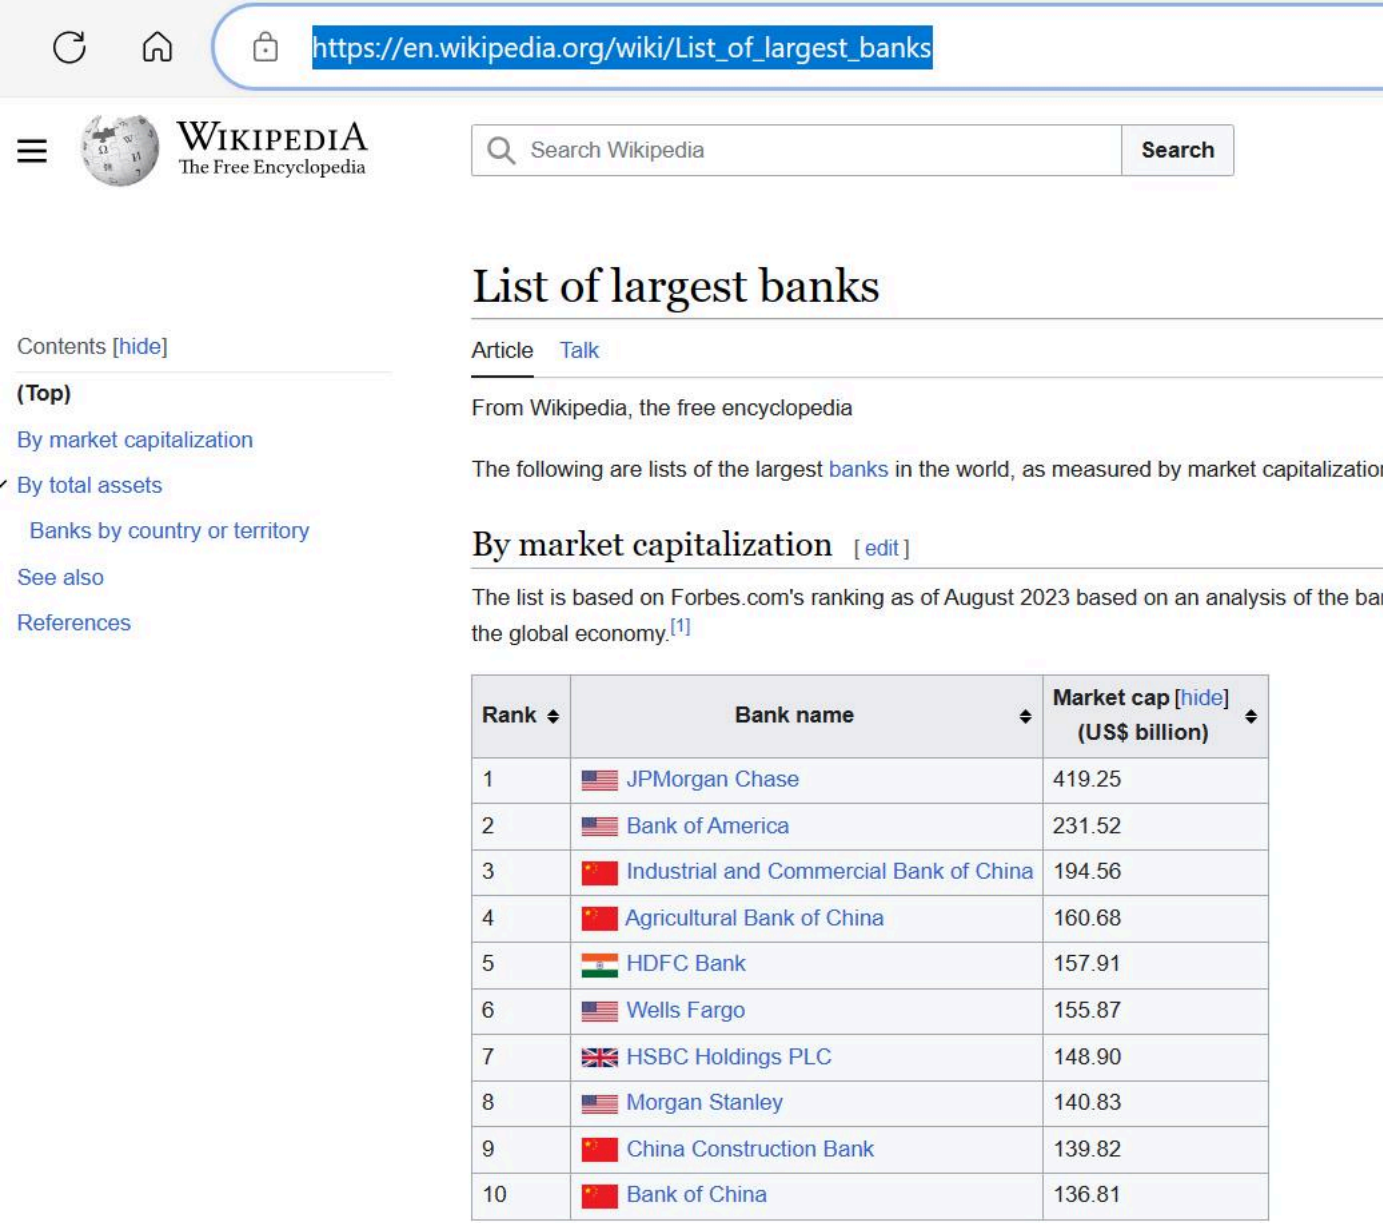 https://en.wikipedia.org/wiki/List_of_largest_banks
WIKIPEDIA
The Free Encyclopedia
Search Wikipedia
Search
List of largest banks
Contents [hide]
(Top)
By market capitalization
By total assets
Banks by country or territory
See also
References
Article Talk
From Wikipedia, the free encyclopedia
The following are lists of the largest banks in the world, as measured by market
By market capitalization [ edit ]
The list is based on Forbes.com's ranking as of August 2023 based on an analysis of the
the global economy.[1]
Rank Bank name Market cap [hide]
(US$ billion)
1 JPMorgan Chase 419.25
2 Bank of America 231.52
3 Industrial and Commercial Bank of China 194.56
4 Agricultural Bank of China 160.68
5 HDFC Bank 157.91
6 Wells Fargo 155.87
7 HSBC Holdings PLC 148.90
8 Morgan Stanley 140.83
9 China Construction Bank 139.82
10 Bank of China 136.81